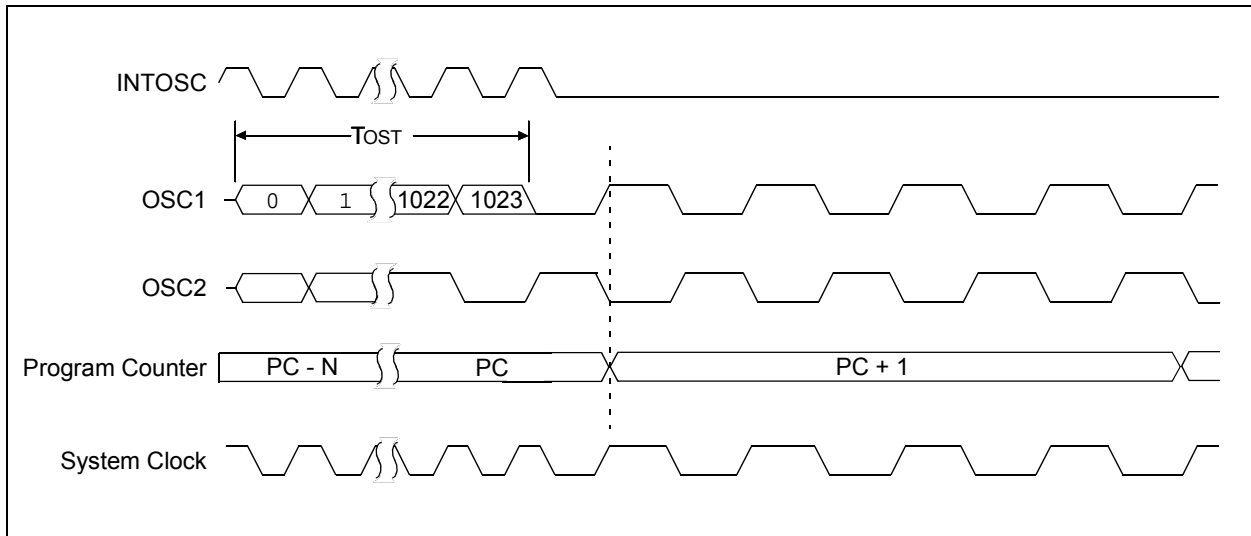 INTOSC
TOST
OSC1
0 1 1022 1023
OSC2
Program Counter
PC - N PC PC + 1
System Clock